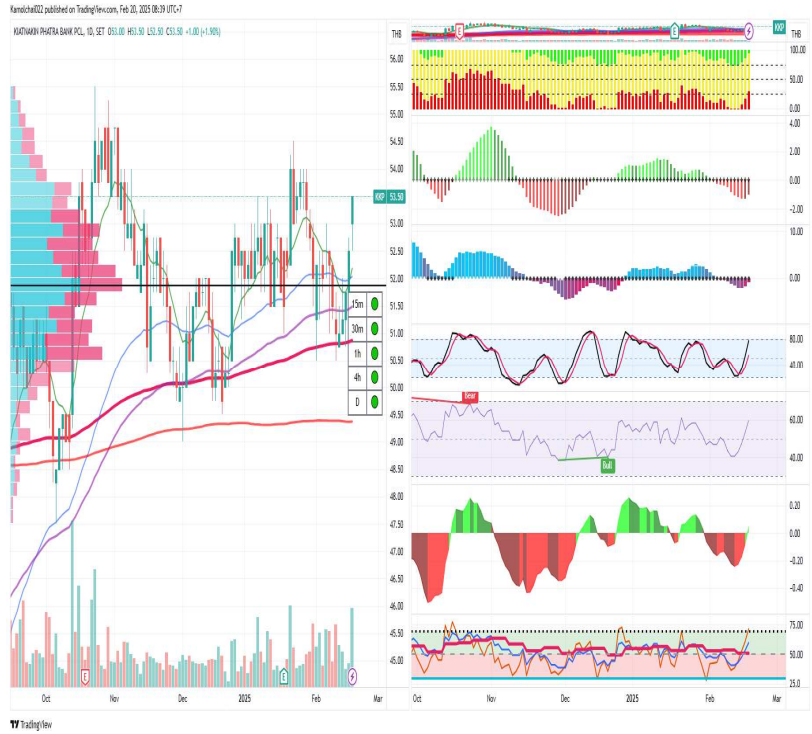 Kamolchai022 published on TradingView.com, Feb 20, 2025 08:39 UTC+7
KIATNAKIN PHATRA BANK PCL, 1D, SET O53.00 H53.50 L52.50 C53.50 +1.00 (+1.90%)
THB
56.00
55.50
55.00
54.50
54.00
KKP 53.50
53.00
52.50
52.00
51.50
51.00
50.50
50.00
49.50
49.00
48.50
48.00
47.50
47.00
46.50
46.00
45.50
45.00
15m
30m
1h
4h
D
E
E
Oct
Nov
Dec
2025
Feb
Mar
E
E
KKP
THB
100.00
50.00
0.00
4.00
2.00
0.00
-2.00
10.00
0.00
80.00
40.00
Bear
Bull
60.00
40.00
0.20
0.00
-0.20
-0.40
75.00
50.00
25.0
Oct
Nov
Dec
2025
Feb
TradingView